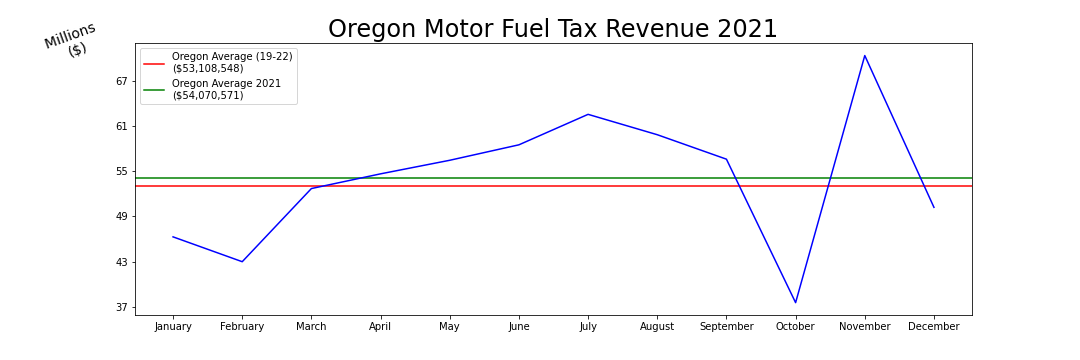 Oregon Motor Fuel Tax Revenue 2021
Millions
($)
Oregon Average (19-22)
($53,108,548)
Oregon Average 2021
($54,070,571)
67
61
55
49
43
37
January February March April May June July August September October November December